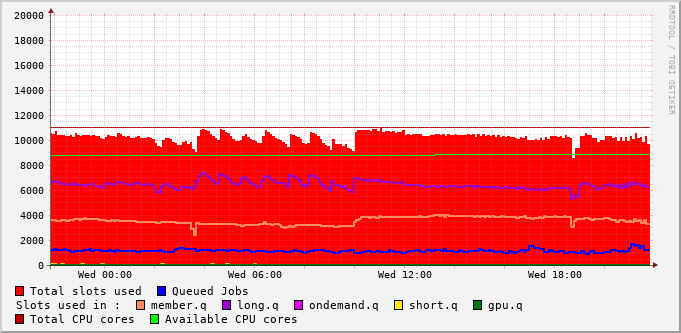 20000
18000
16000
14000
12000
10000
8000
6000
4000
2000
0
Wed 00:00 Wed 06:00 Wed 12:00 Wed 18:00
Total slots used Queued Jobs
Slots used in : member.q long.q ondemand.q short.q gpu.q
Total CPU cores Available CPU cores
RRDTOOL / TOBI OETIKER